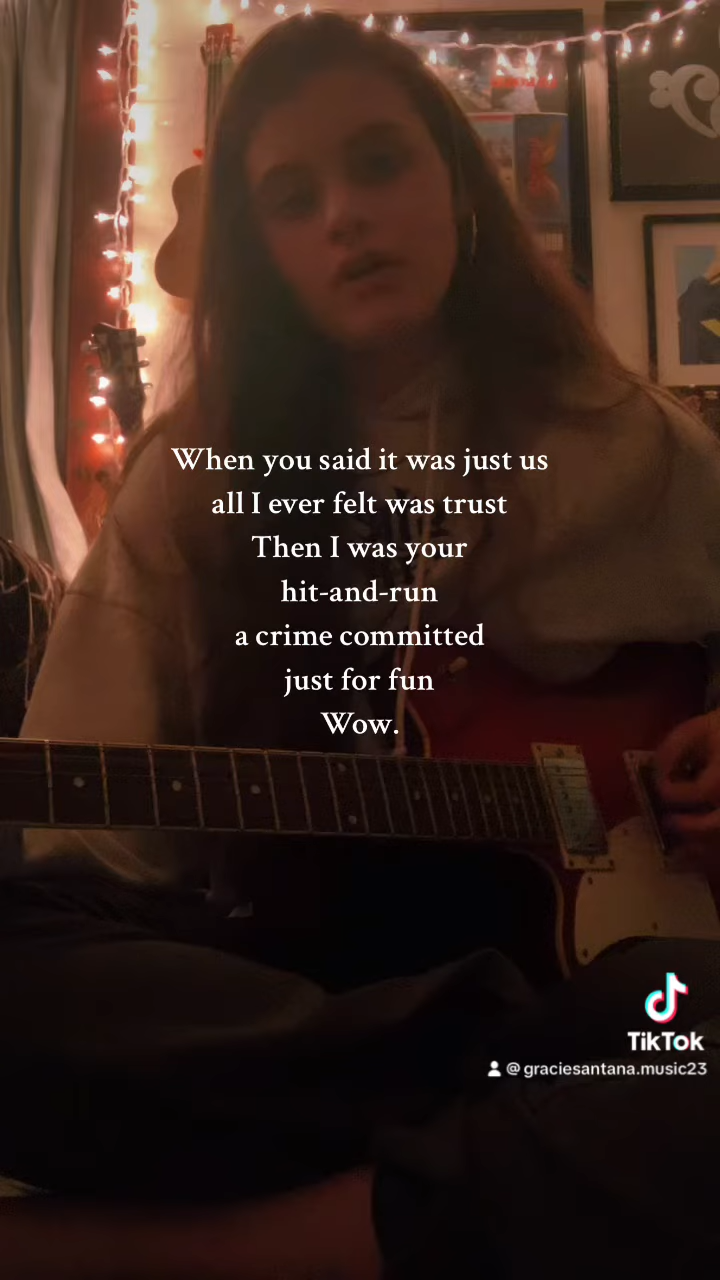 When you said it was just us
all I ever felt was trust
Then I was your
hit-and-run
a crime committed
just for fun
Wow.
TikTok
@graciesantana.music23